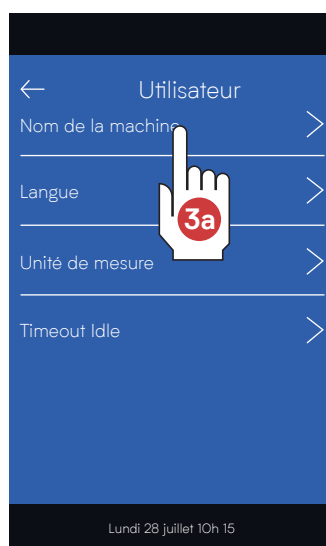 Utilisateur
Nom de la machine
Langue
3a
Unité de mesure
Timeout Idle
Lundi 28 juillet 10h 15